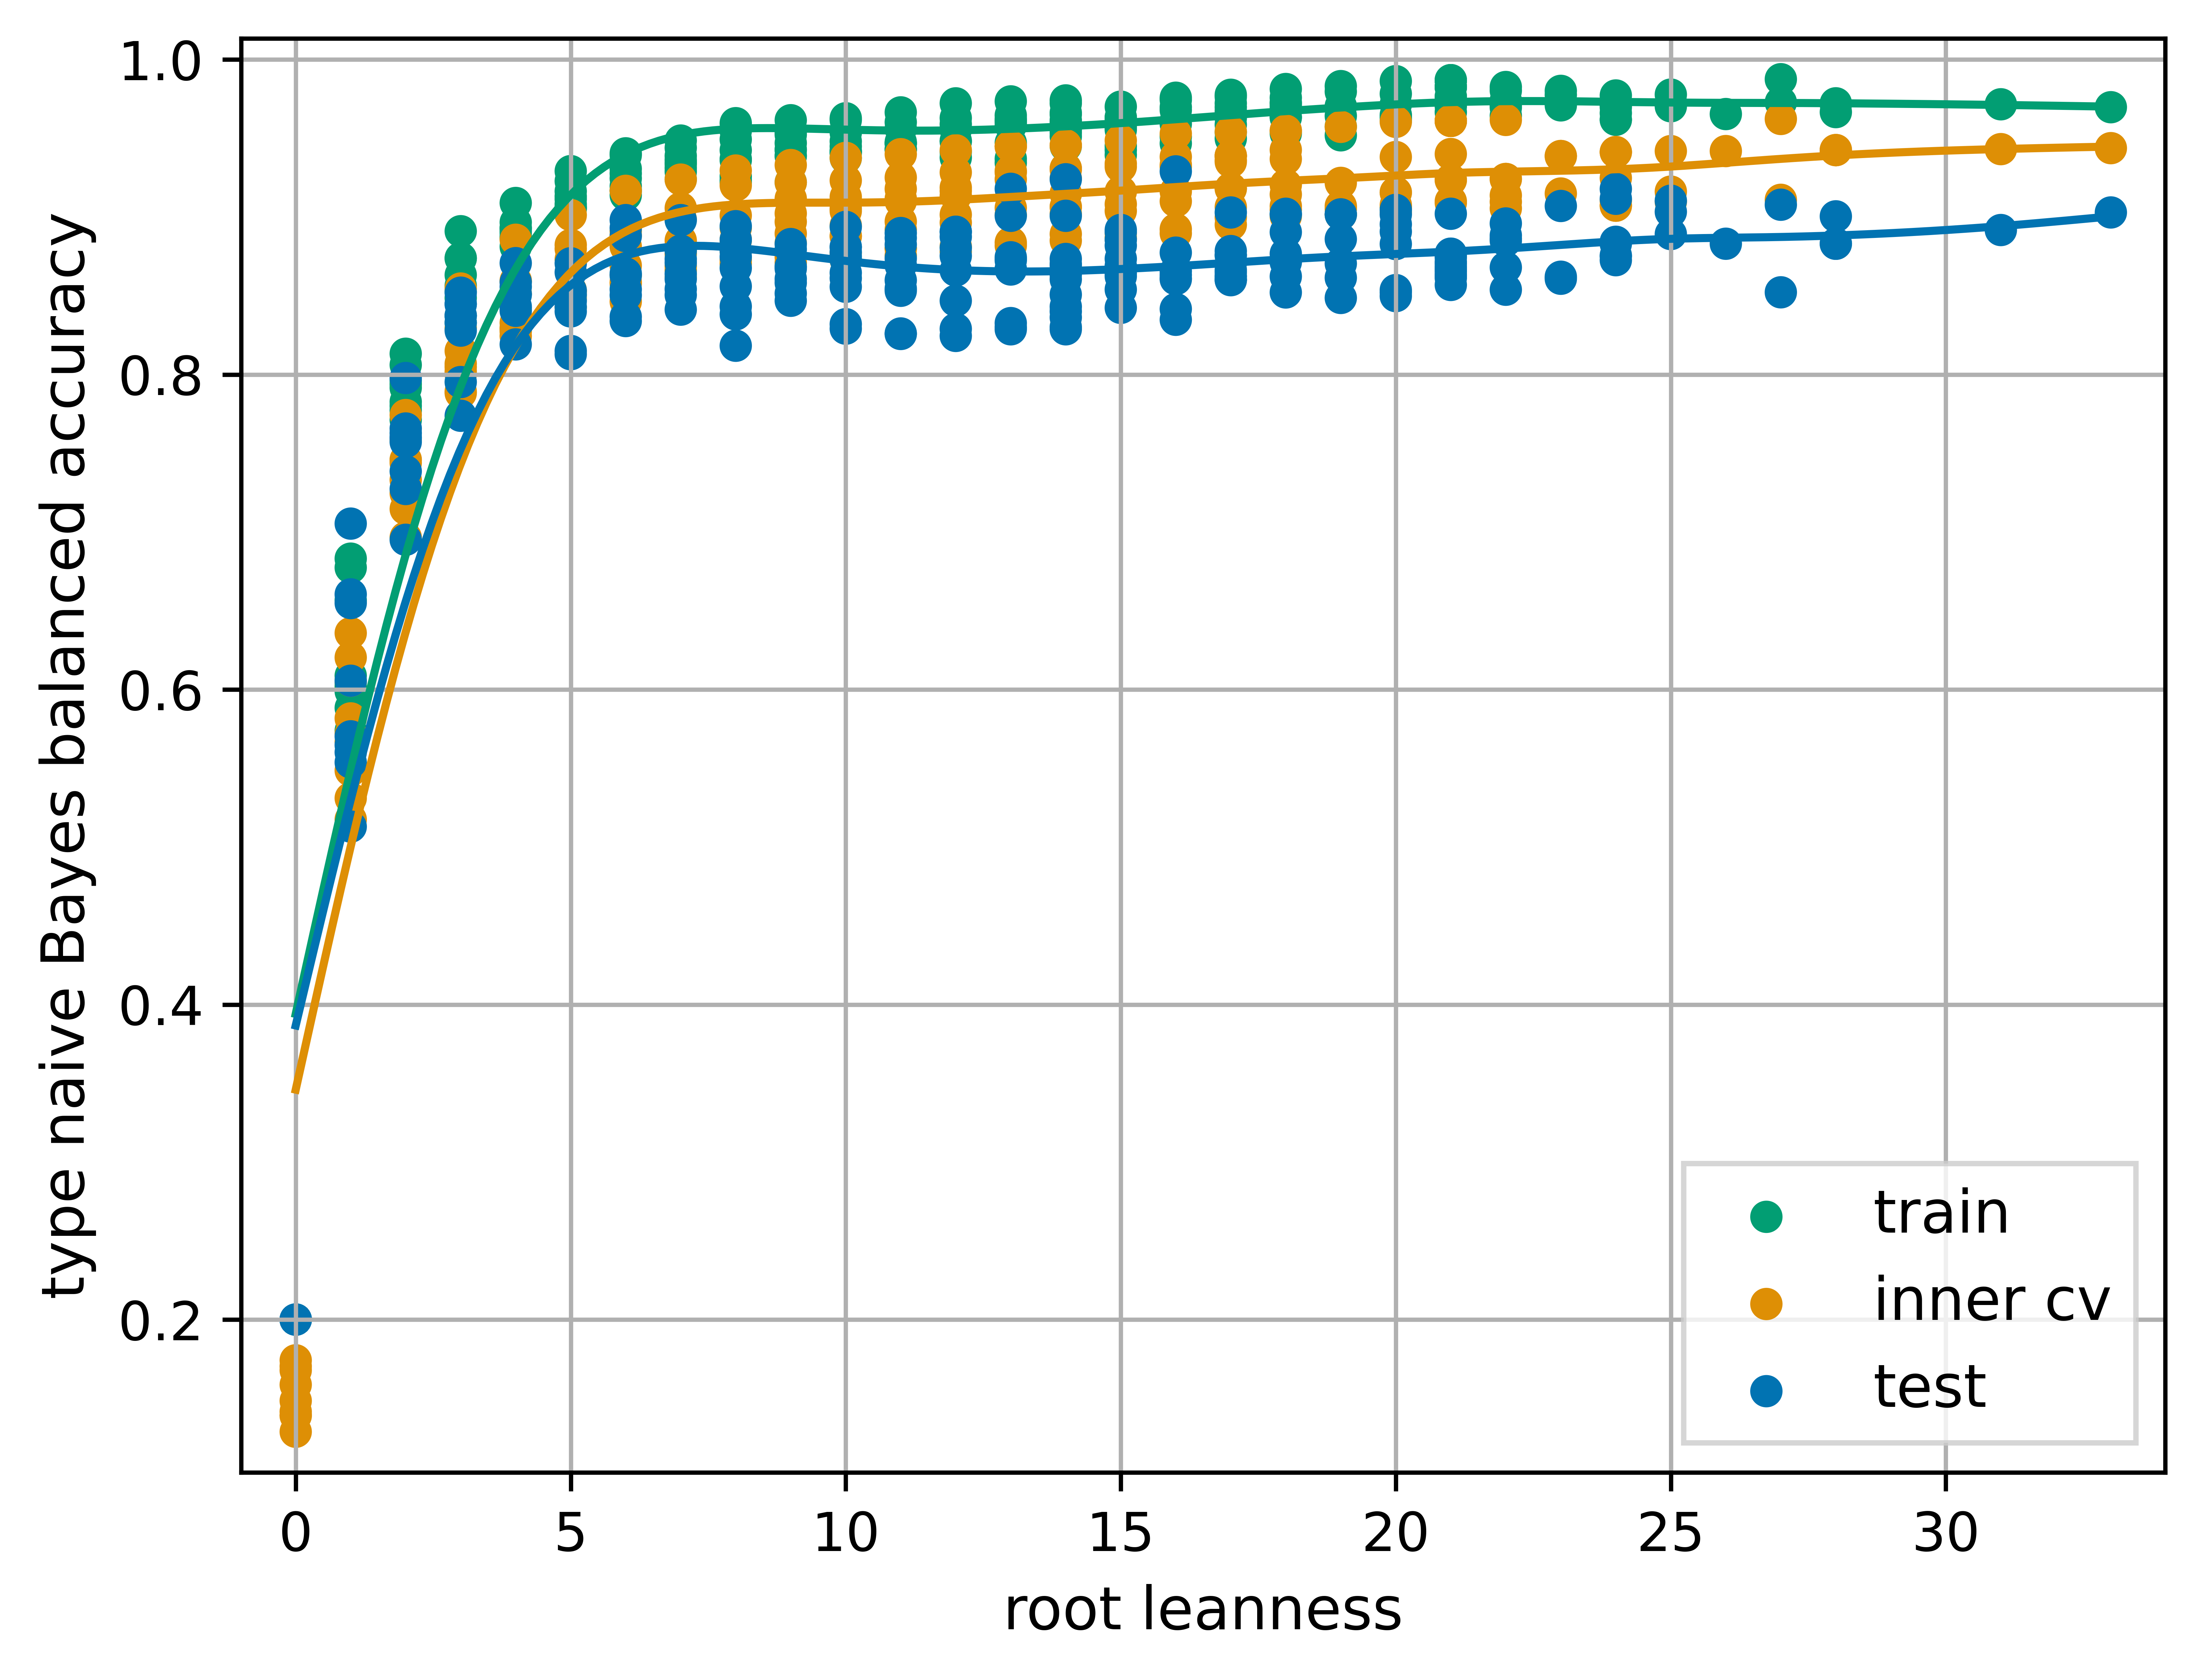 type naive Bayes balanced accuracy
1.0
0.8
0.6
0.4
0.2
0 5 10 15 20 25 30
root leanness
train
inner cv
test